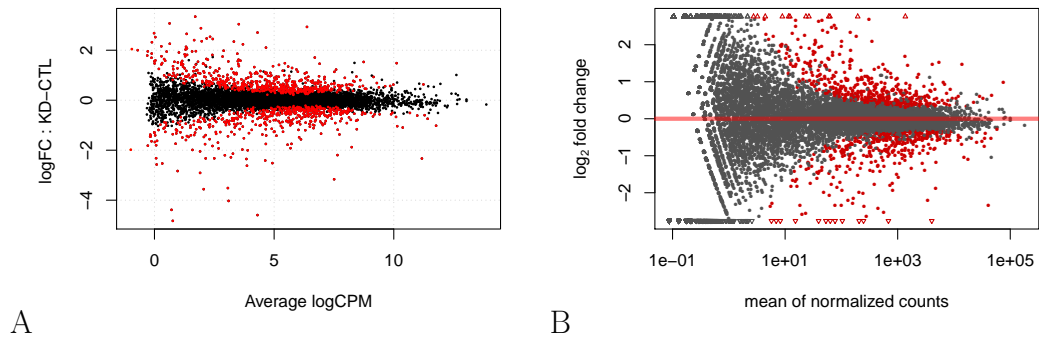 2
0
−2
−4
logFC : KD−CTL
0
5
10
Average logCPM
A
2
1
0
−1
−2
log₂ fold change
1e−01
1e+01
1e+03
1e+05
mean of normalized counts
B